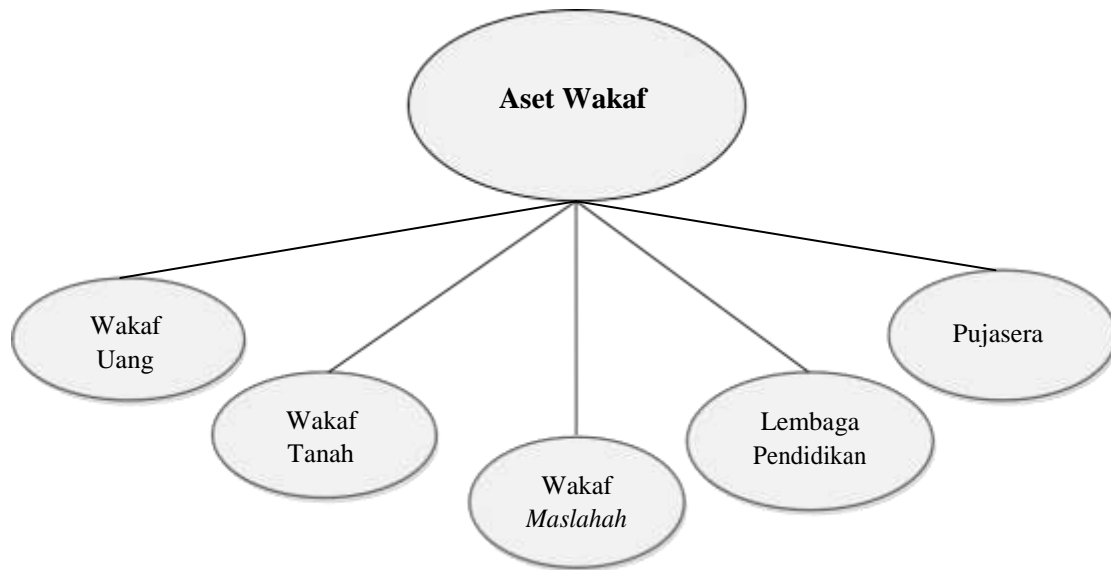 Aset Wakaf
Wakaf
Uang
Wakaf
Tanah
Wakaf
Maslahah
Lembaga
Pendidikan
Pujasera